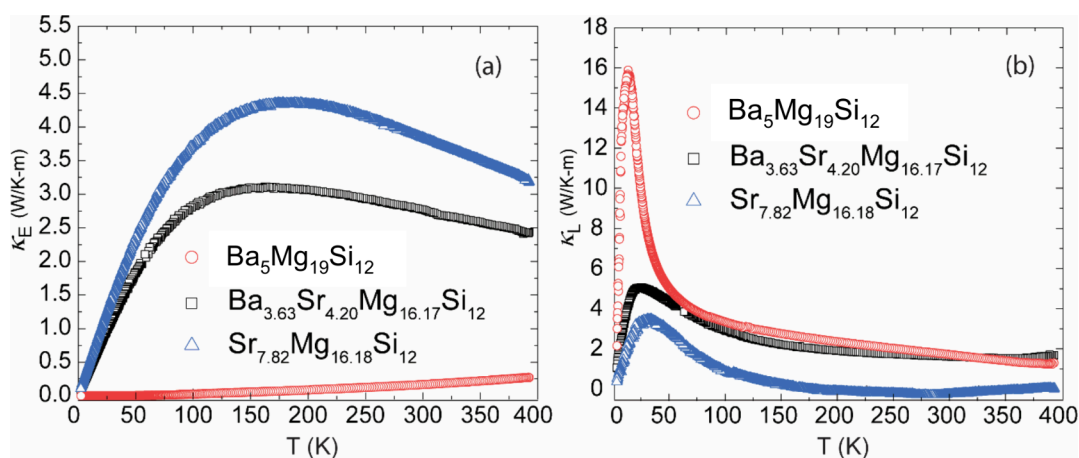 (a)
5.5
5.0
4.5
4.0
3.5
3.0
2.5
2.0
1.5
1.0
0.5
0.0
κE (W/K-m)
Ba5Mg19Si12
Ba3.63Sr4.20Mg16.17Si12
Sr7.82Mg16.18Si12
0 50 100 150 200 250 300 350 400
T (K)
(b)
18
16
14
12
10
8
6
4
2
0
κL (W/K-m)
Ba5Mg19Si12
Ba3.63Sr4.20Mg16.17Si12
Sr7.82Mg16.18Si12
0 50 100 150 200 250 300 350 400
T (K)